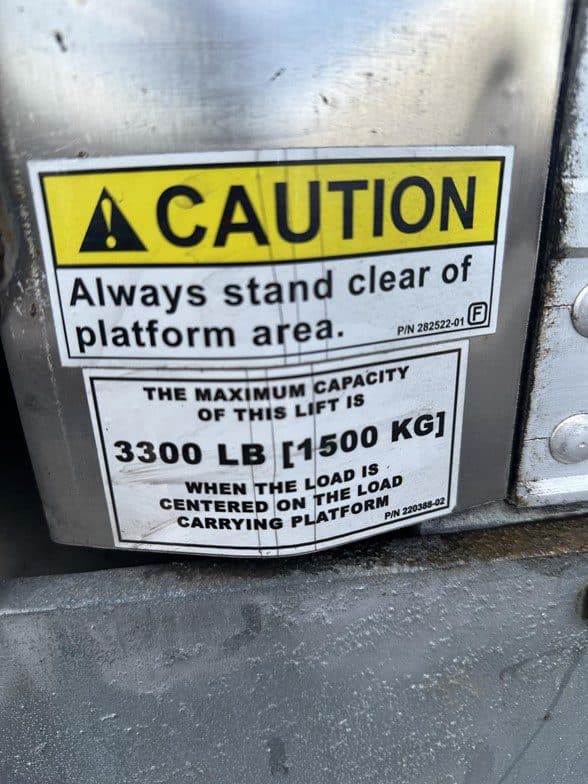 CAUTION
Always stand clear of
platform area.
P/N 282522-01 F
THE MAXIMUM CAPACITY
OF THIS LIFT IS
3300 LB [1500 KG]
WHEN THE LOAD IS
CENTERED ON THE LOAD
CARRYING PLATFORM
P/N 220388-02